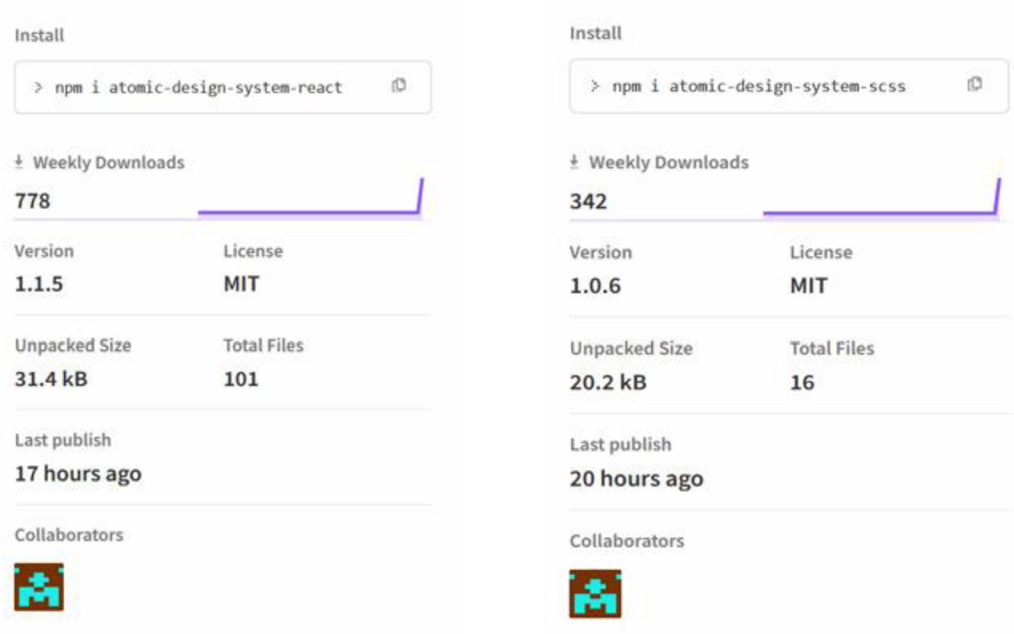 Install
> npm i atomic-design-system-react
Weekly Downloads
778
Version License
1.1.5 MIT
Unpacked Size Total Files
31.4 kB 101
Last publish
17 hours ago
Collaborators
Install
> npm i atomic-design-system-scss
Weekly Downloads
342
Version License
1.0.6 MIT
Unpacked Size Total Files
20.2 kB 16
Last publish
20 hours ago
Collaborators